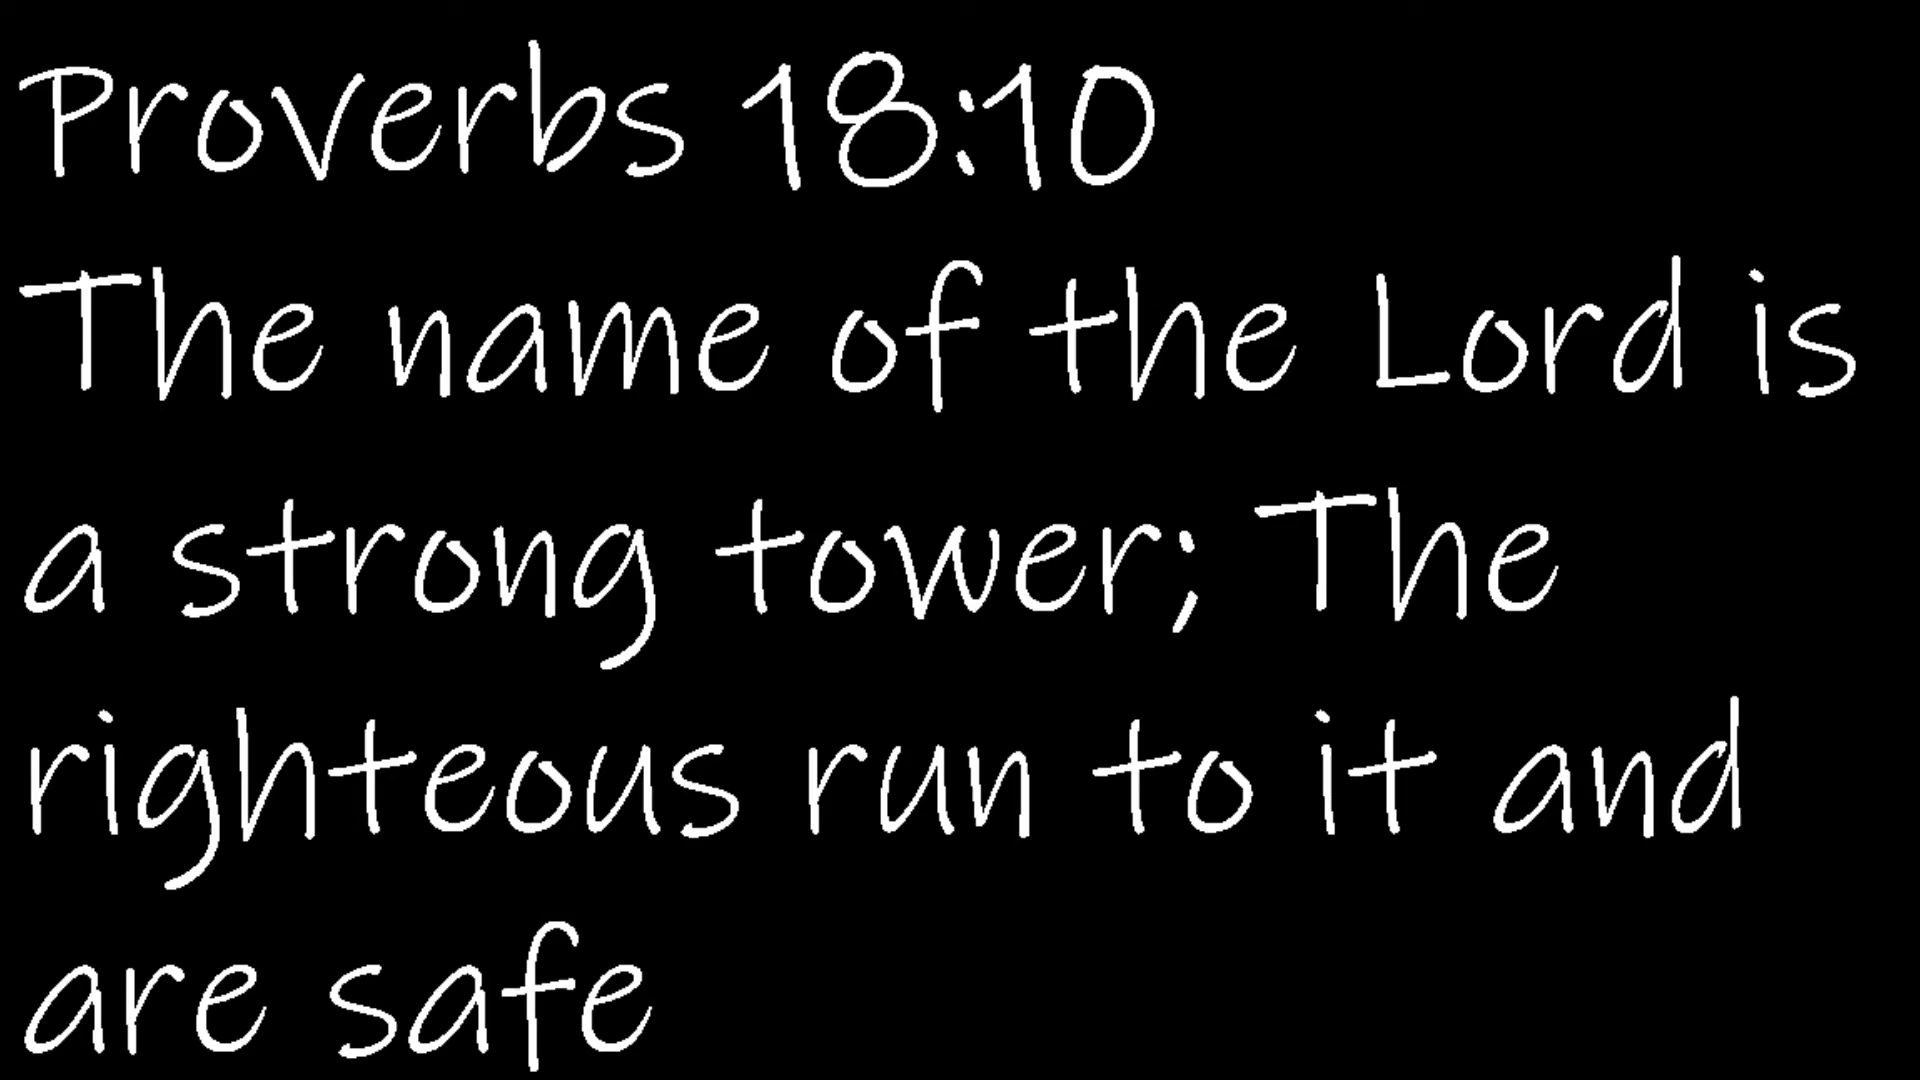 Proverbs 18:10
The name of the Lord is
a strong tower; The
righteous run to it and
are safe